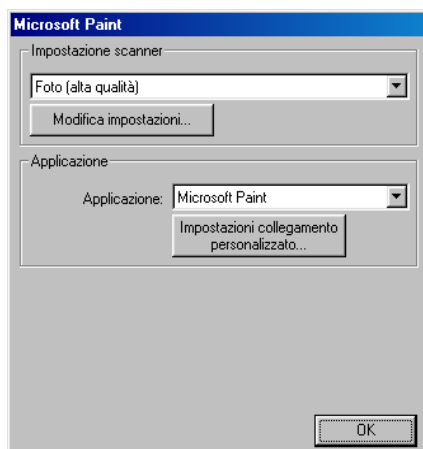 Microsoft Paint
Impostazione scanner
Foto (alta qualità)
Modifica impostazioni...
Applicazione
Applicazione:
Microsoft Paint
Impostazioni collegamento
personalizzato...
OK